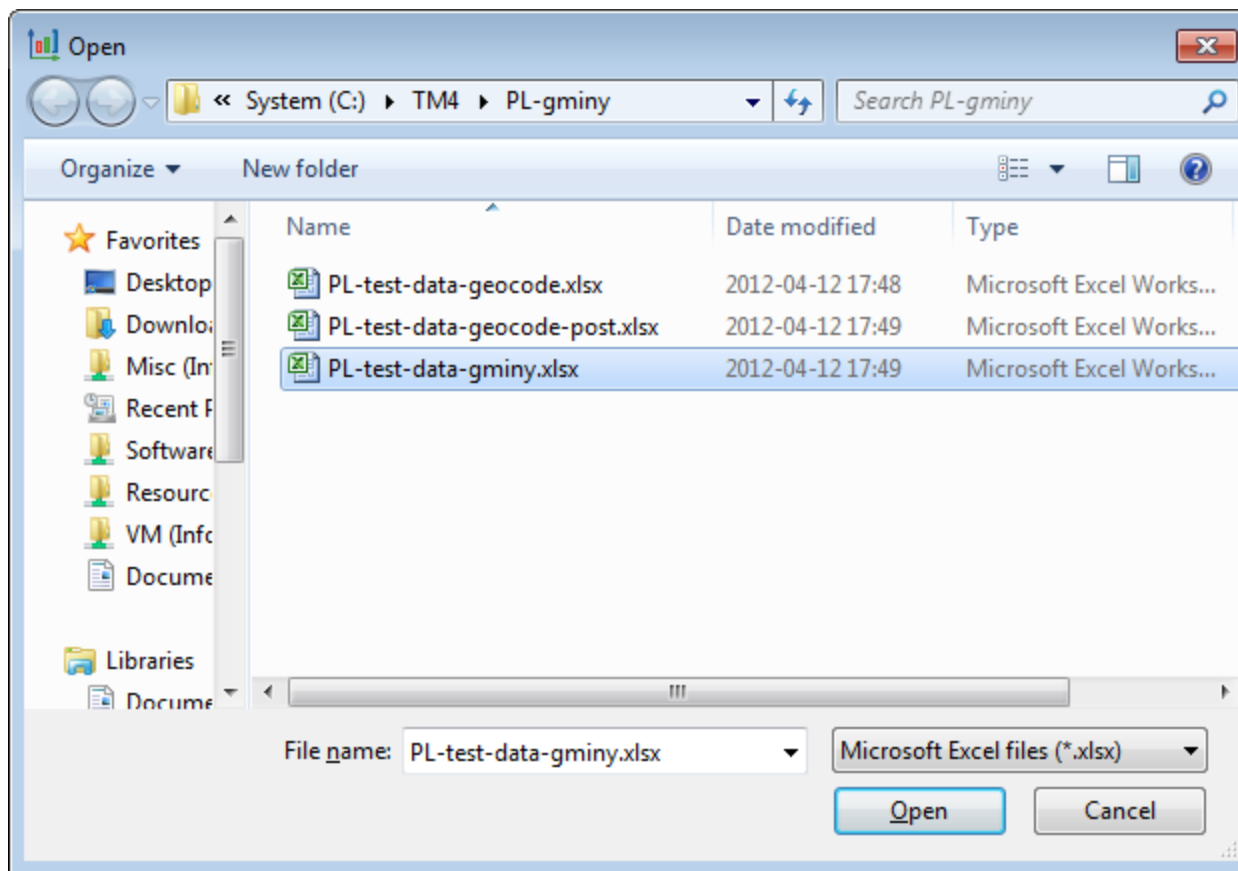 Open
« System (C:) TM4 PL-gminy Search PL-gminy
Organize New folder
Name Date modified Type
PL-test-data-geocode.xlsx 2012-04-12 17:48 Microsoft Excel Works...
PL-test-data-geocode-post.xlsx 2012-04-12 17:49 Microsoft Excel Works...
PL-test-data-gminy.xlsx 2012-04-12 17:49 Microsoft Excel Works...
Favorites
Desktop
Misc (In
Recent
Software
VM (Info
Libraries
File name: PL-test-data-gminy.xlsx Microsoft Excel files (*.xlsx)
Open Cancel